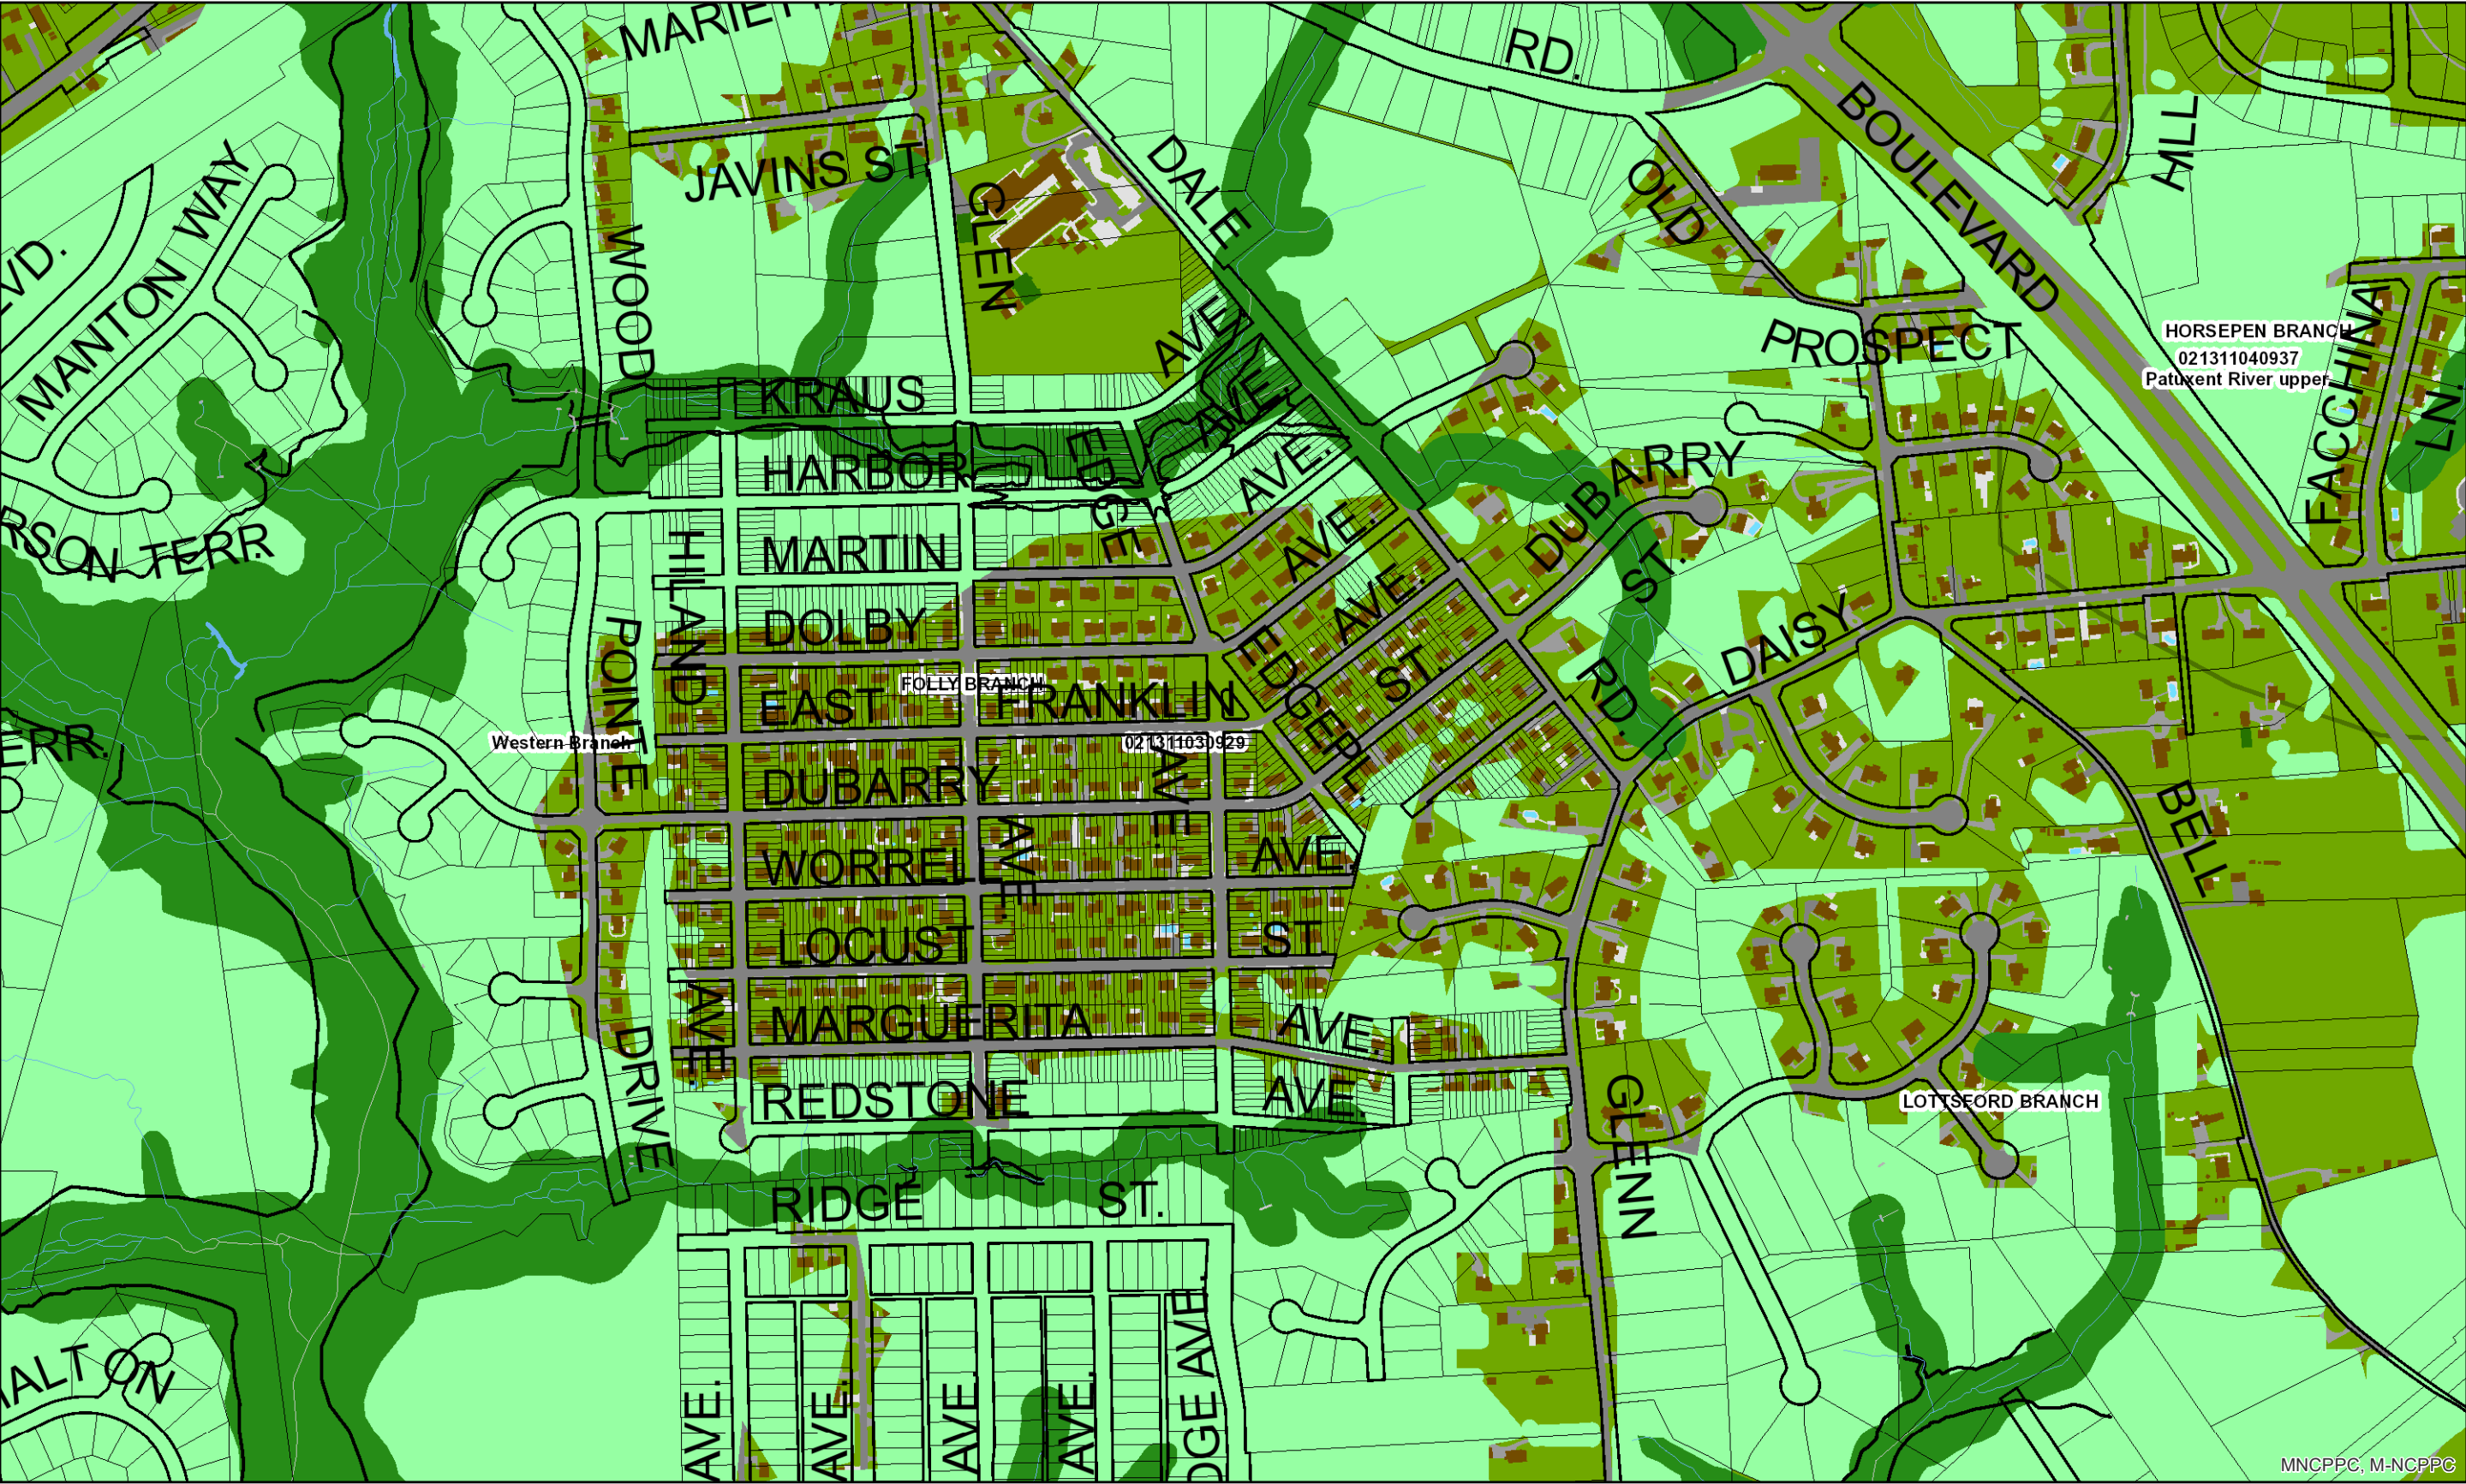 MARIETT
RD.
BOULEVARD
HILL
JAVINS ST
DALE
GLEN
OLD
MANTON WAY
VD.
WOOD
AVE.
PROSPECT
HORSEPEN BRANCH
021311040937
Patuxent River upper
FACCHINA
LN.
KRAUS
AVE.
HARBOR
EDGE
AVE.
DUBARRY
ST.
RSON TERR.
HILAND
MARTIN
W
AVE.
DOLBY
AVE.
DAISY
POINTE
FOLLY BRANCH
EAST
FRANKLIN
EDGE PL.
ST.
RD.
ERR.
Western Branch
021311030929
AVE.
DUBARRY
BELL
AVE.
WORRELL
AVE.
LOCUST
ST.
AVE.
MARGUERITA
AVE.
DRIVE
REDSTONE
AVE.
GLENN
LOTTSFORD BRANCH
RIDGE
ST.
ALTON
AVE.
AVE.
AVE.
AVE.
DGE AVE.
MNCPPC, M-NCPPC